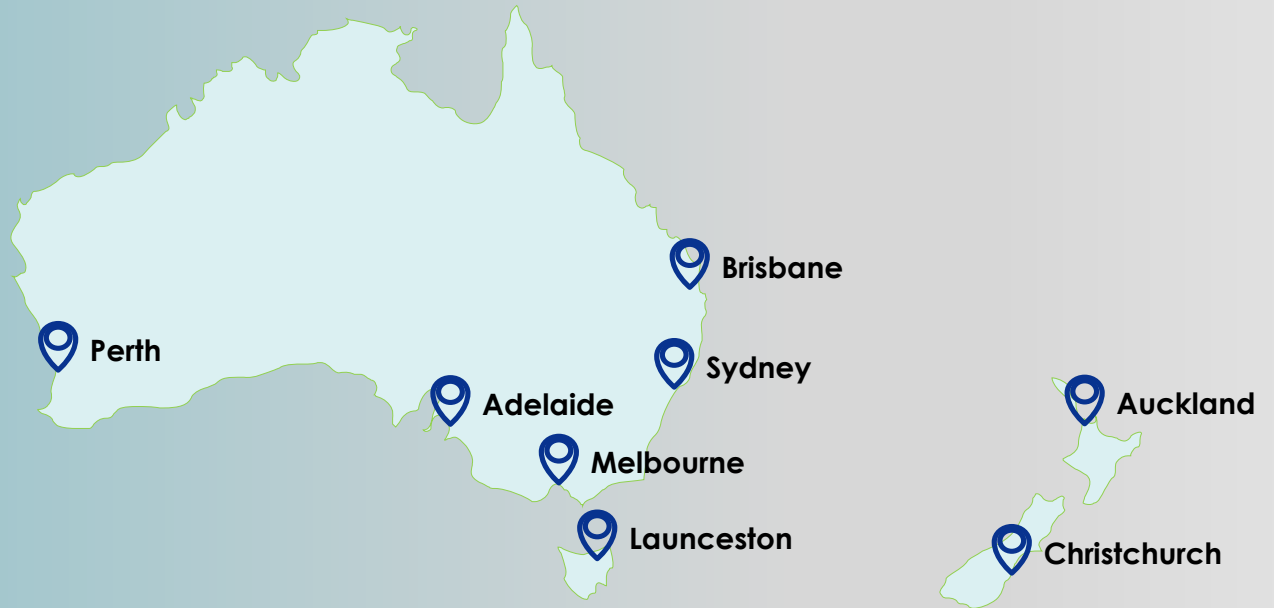 Brisbane
Perth
Sydney
Adelaide
Auckland
Melbourne
Launceston
Christchurch